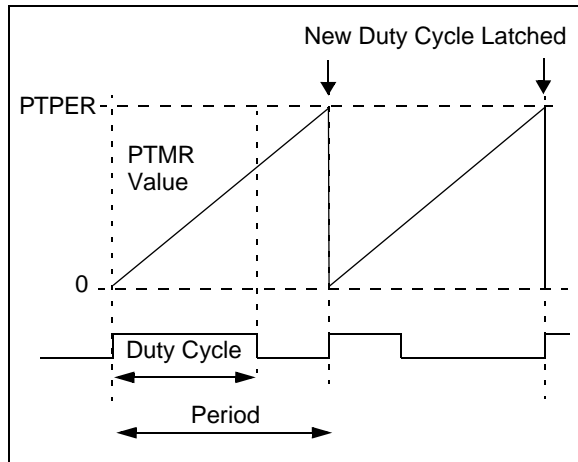 New Duty Cycle Latched
PTPER
PTMR
Value
0
Duty Cycle
Period